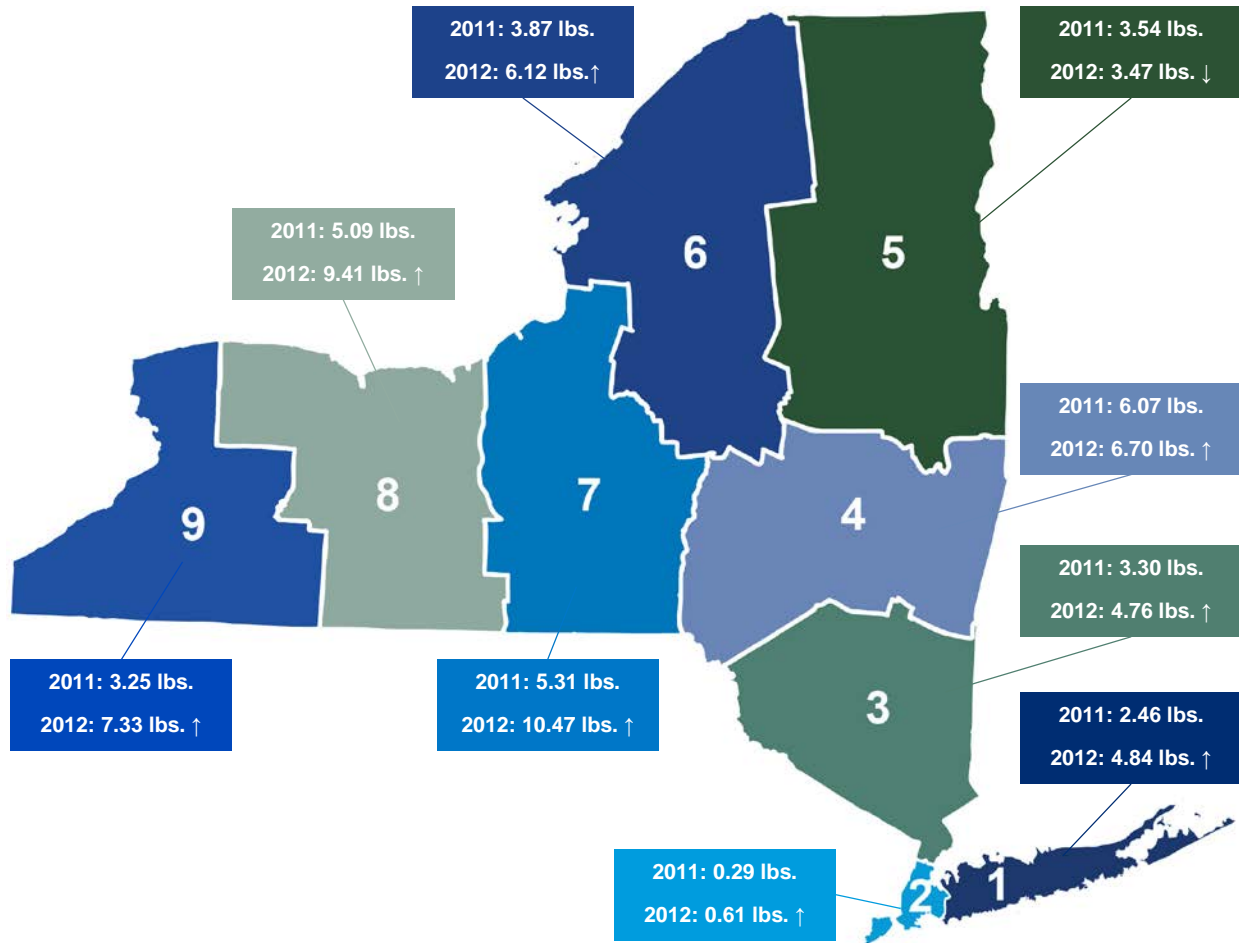 2011: 3.87 lbs.
2012: 6.12 lbs.↑
2011: 3.54 lbs.
2012: 3.47 lbs. ↓
2011: 5.09 lbs.
2012: 9.41 lbs. ↑
6
5
2011: 6.07 lbs.
2012: 6.70 lbs. ↑
9
8
7
4
2011: 3.30 lbs.
2012: 4.76 lbs. ↑
2011: 3.25 lbs.
2012: 7.33 lbs. ↑
2011: 5.31 lbs.
2012: 10.47 lbs. ↑
3
2011: 2.46 lbs.
2012: 4.84 lbs. ↑
2011: 0.29 lbs.
2012: 0.61 lbs. ↑
2
1